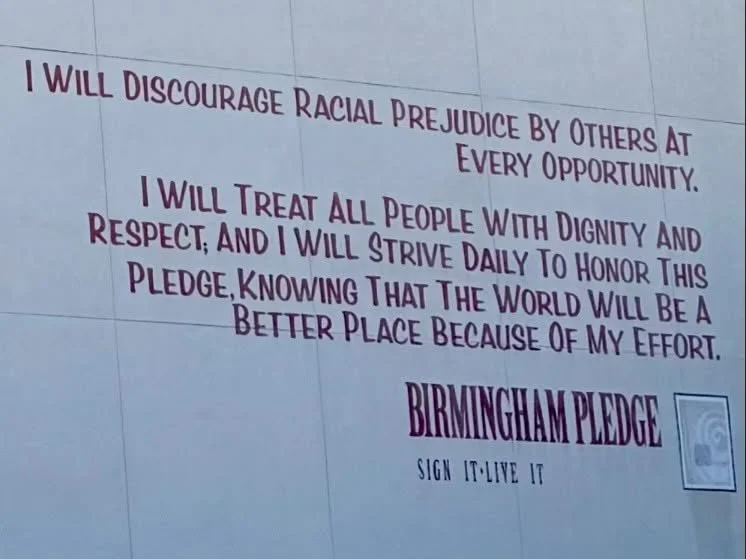 I WILL DISCOURAGE RACIAL PREJUDICE BY OTHERS AT
EVERY OPPORTUNITY.
I WILL TREAT ALL PEOPLE WITH DIGNITY AND
RESPECT; AND I WILL STRIVE DAILY TO HONOR THIS
PLEDGE, KNOWING THAT THE WORLD WILL BE A
BETTER PLACE BECAUSE OF MY EFFORT.
BIRMINGHAM PLEDGE
SIGN IT•LIVE IT